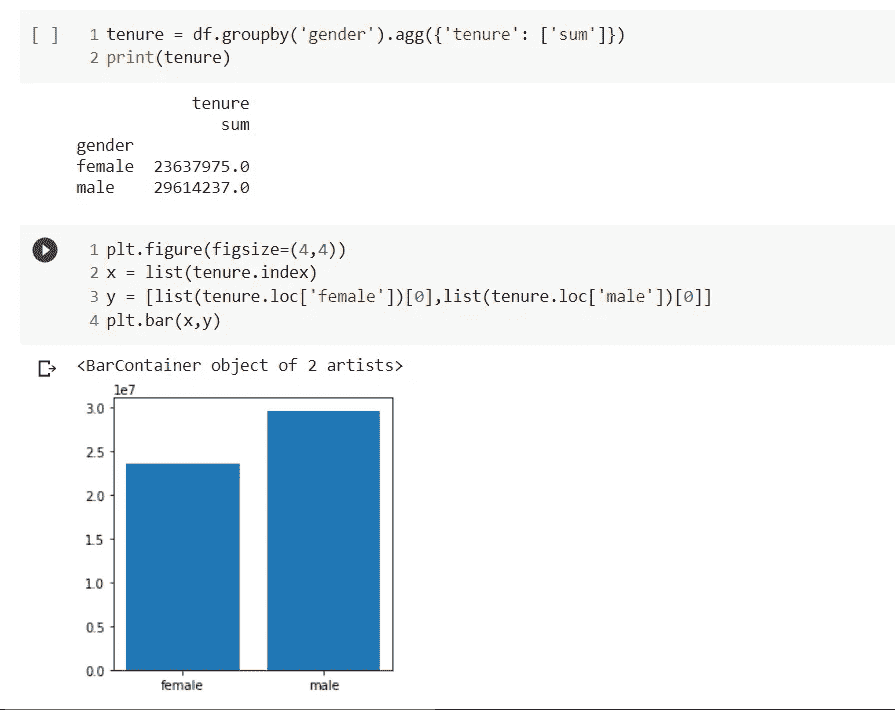 [ ] 1 tenure = df.groupby('gender').agg({'tenure': ['sum']})
2 print(tenure)
tenure
sum
gender
female 23637975.0
male 29614237.0
1 plt.figure(figsize=(4,4))
2 x = list(tenure.index)
3 y = [list(tenure.loc['female'])[0],list(tenure.loc['male'])[0]]
4 plt.bar(x,y)
<BarContainer object of 2 artists>
1e7
3.0
2.5
2.0
1.5
1.0
0.5
0.0
female male